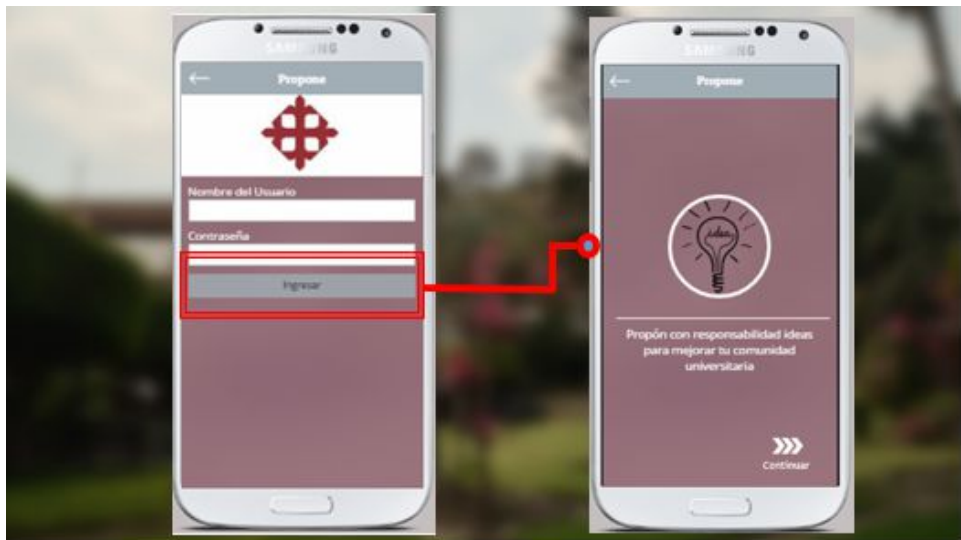 SAMSUNG
Propone
Nombre del Usuario
Contraseña
Ingresar
SAMSUNG
Propone
idea
Propón con responsabilidad ideas
para mejorar tu comunidad
universitaria
Continuar